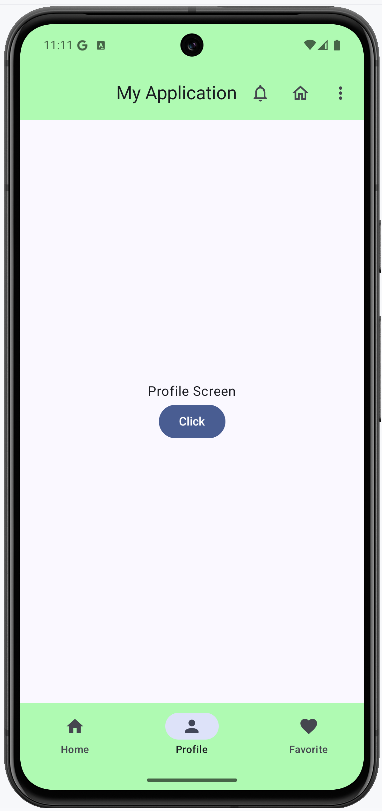 11:11 G A
My Application
Profile Screen
Click
Home Profile Favorite